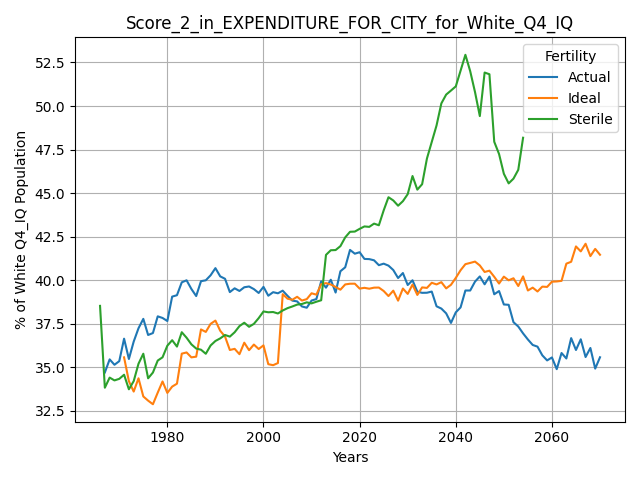 Score_2_in_EXPENDITURE_FOR_CITY_for_White_Q4_IQ
% of White Q4_IQ Population
52.5
50.0
47.5
45.0
42.5
40.0
37.5
35.0
32.5
Fertility
Actual
Ideal
Sterile
1980
2000
2020
2040
2060
Years